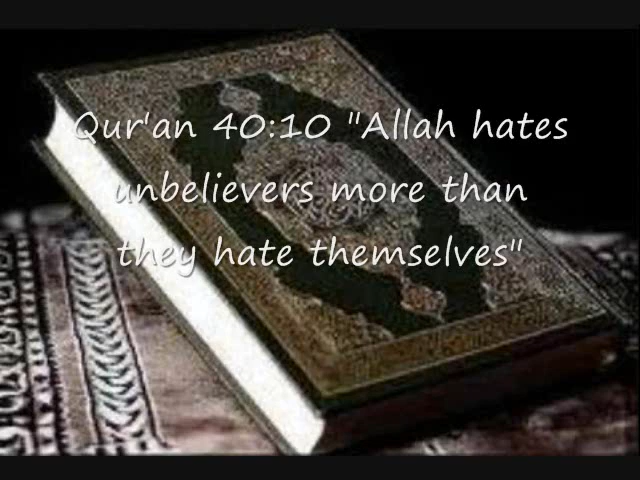 Qur'an 40:10 "Allah hates
unbelievers more than
they hate themselves"